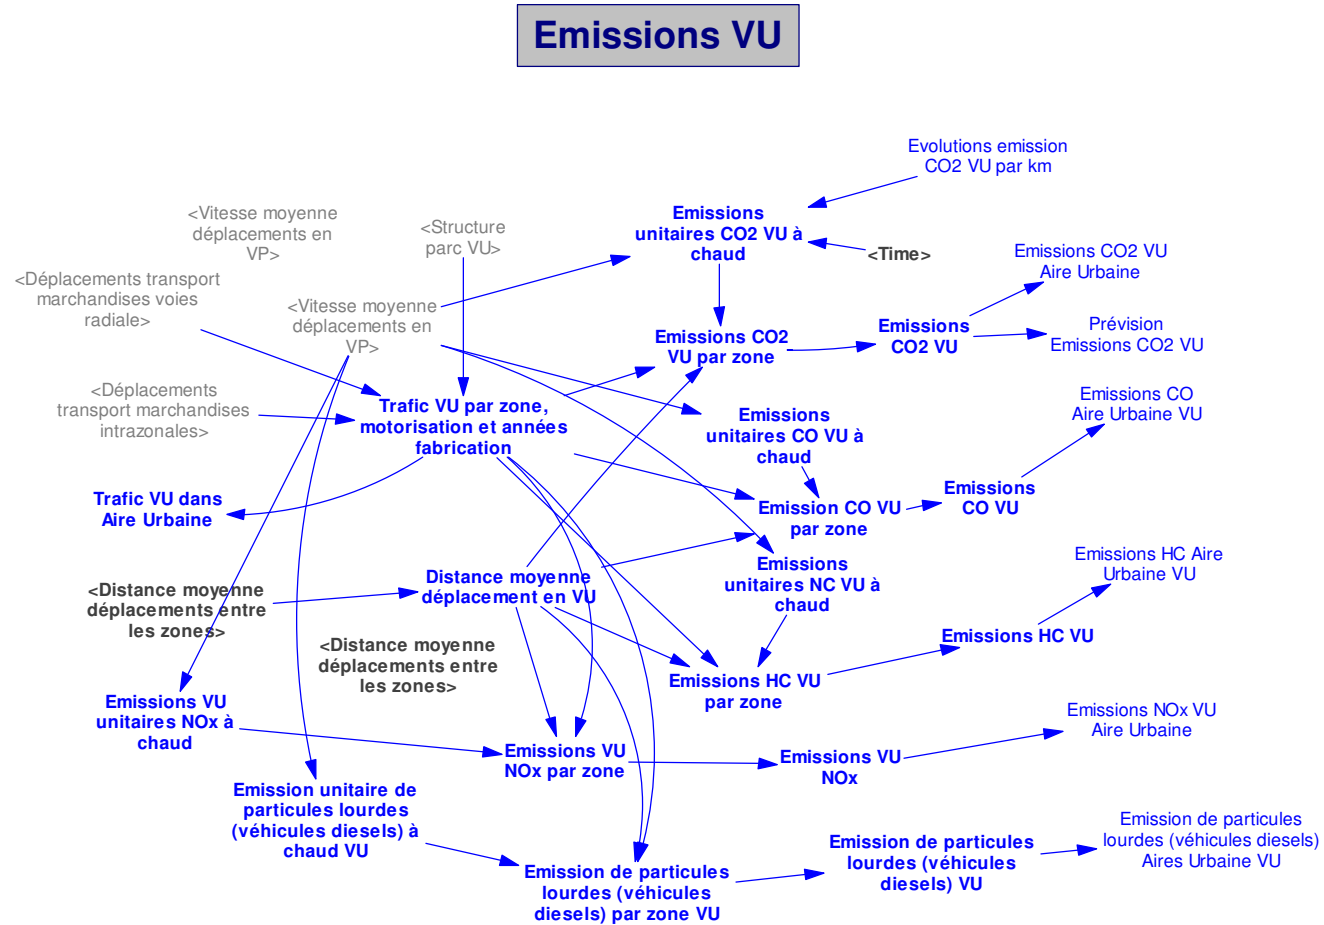 Emissions VU
Evolutions emission
CO2 VU par km
<Vitesse moyenne
déplacements en
VP>
<Structure
parc VU>
Emissions
unitaires CO2 VU à
chaud
<Time>
Emissions CO2 VU
Aire Urbaine
<Déplacements transport
marchandises voies
radiale>
<Vitesse moyenne
déplacements en
VP>
Emissions CO2
VU par zone
Emissions
CO2 VU
Prévision
Emissions CO2 VU
<Déplacements
transport marchandises
intrazonales>
Trafic VU par zone,
motorisation et années
fabrication
Emissions
unitaires CO VU à
chaud
Emissions CO
Aire Urbaine VU
Trafic VU dans
Aire Urbaine
Emission CO VU
par zone
Emissions
CO VU
<Distance moyenne
déplacements entre
les zones>
Distance moyenne
déplacement en VU
Emissions
unitaires NC VU à
chaud
Emissions HC Aire
Urbaine VU
<Distance moyenne
déplacements entre
les zones>
Emissions HC VU
par zone
Emissions HC VU
Emissions VU
unitaires NOx à
chaud
Emissions VU
NOx par zone
Emissions VU
NOx
Emissions NOx VU
Aire Urbaine
Emission unitaire de
particules lourdes
(véhicules diesels) à
chaud VU
Emission de particules
lourdes (véhicules
diesels) par zone VU
Emission de particules
lourdes (véhicules
diesels) VU
Emission de particules
lourdes (véhicules diesels)
Aires Urbaine VU